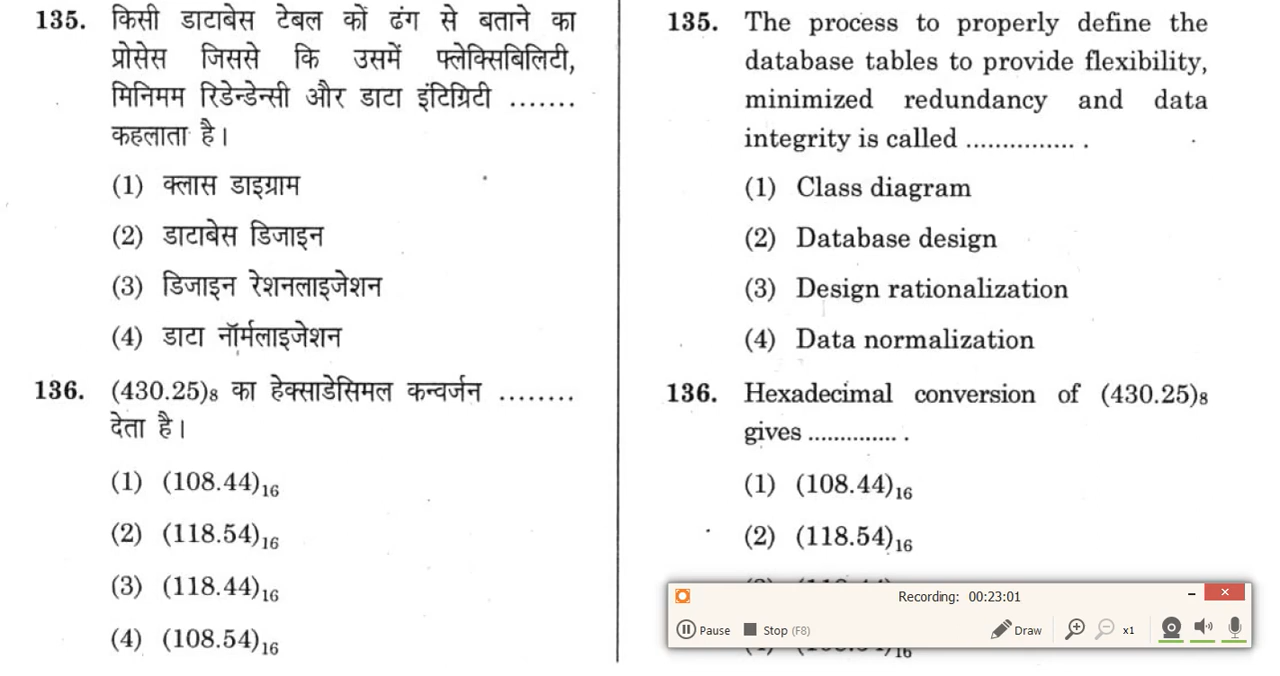 135. किसी डाटाबेस टेबल कों ढंग से बताने का
प्रोसेस जिससे कि उसमें फ्लेक्सिबिलिटी,
मिनिमम रिडेन्डेन्सी और डाटा इंटिग्रिटी .......
कहलाता है।
(1) क्लास डाइग्राम
(2) डाटाबेस डिजाइन
(3) डिजाइन रेशनलाइजेशन
(4) डाटा नॉर्मलाइजेशन
136. (430.25)₈ का हेक्साडेसिमल कन्वर्जन ........
देता है।
(1) (108.44)₁₆
(2) (118.54)₁₆
(3) (118.44)₁₆
(4) (108.54)₁₆
135. The process to properly define the
database tables to provide flexibility,
minimized redundancy and data
integrity is called ................ .
(1) Class diagram
(2) Database design
(3) Design rationalization
(4) Data normalization
136. Hexadecimal conversion of (430.25)₈
gives .............. .
(1) (108.44)₁₆
(2) (118.54)₁₆
Recording: 00:23:01
Pause Stop (F8) Draw x1